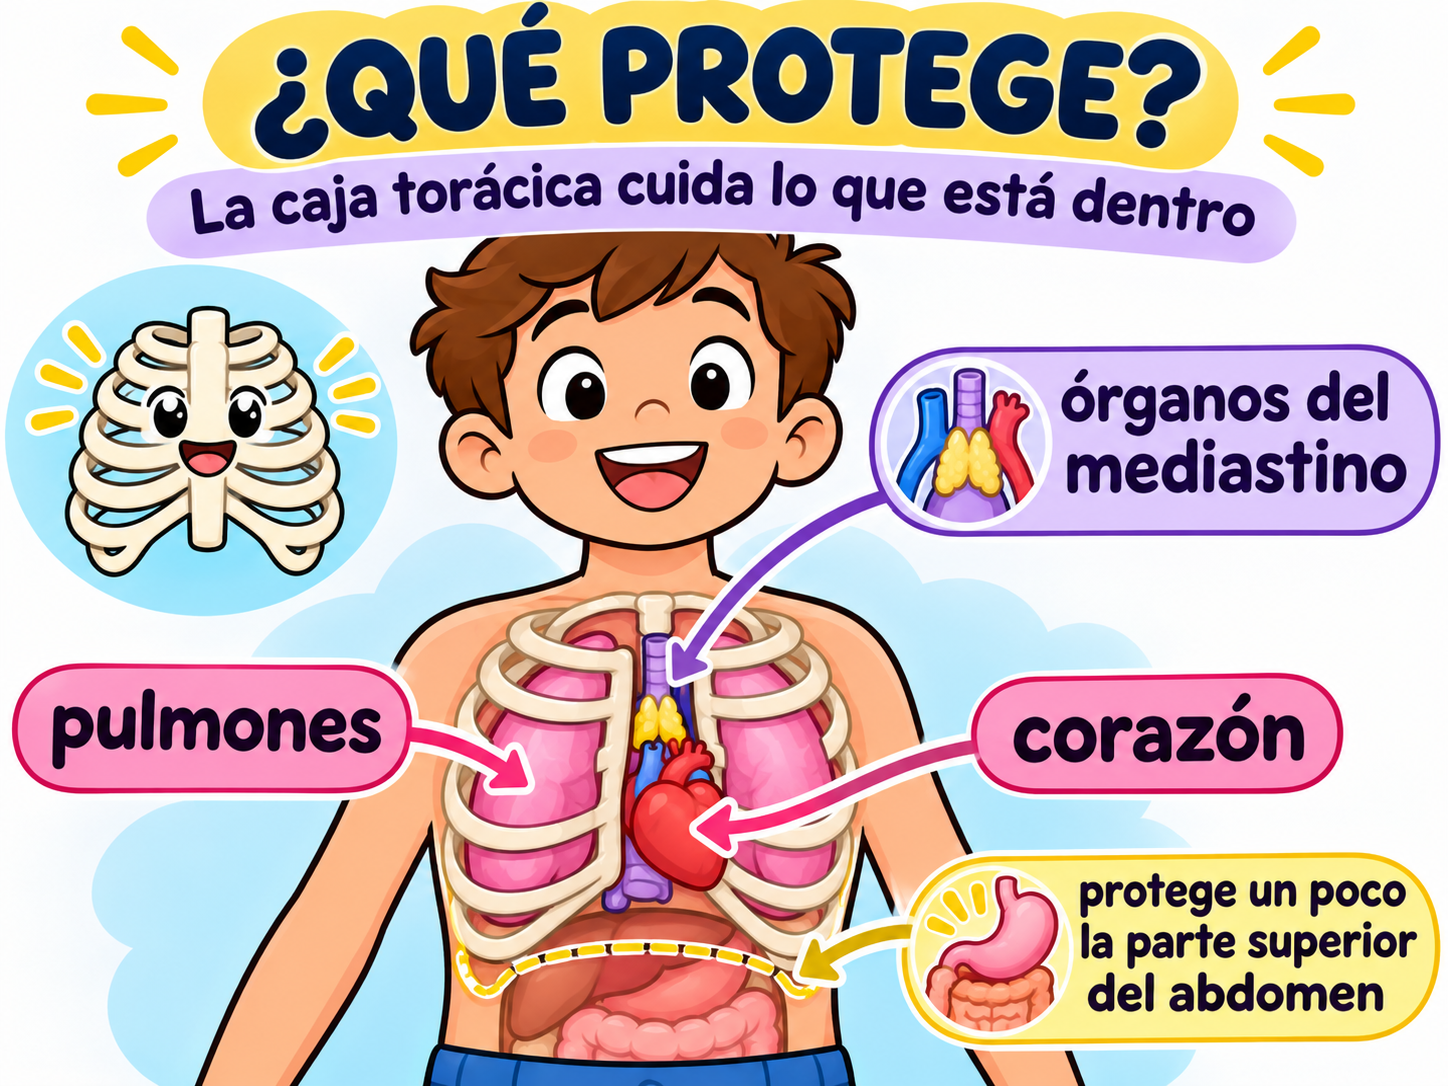 ¿QUÉ PROTEGE?
La caja torácica cuida lo que está dentro
órganos del
mediastino
pulmones
corazón
protege un poco
la parte superior
del abdomen